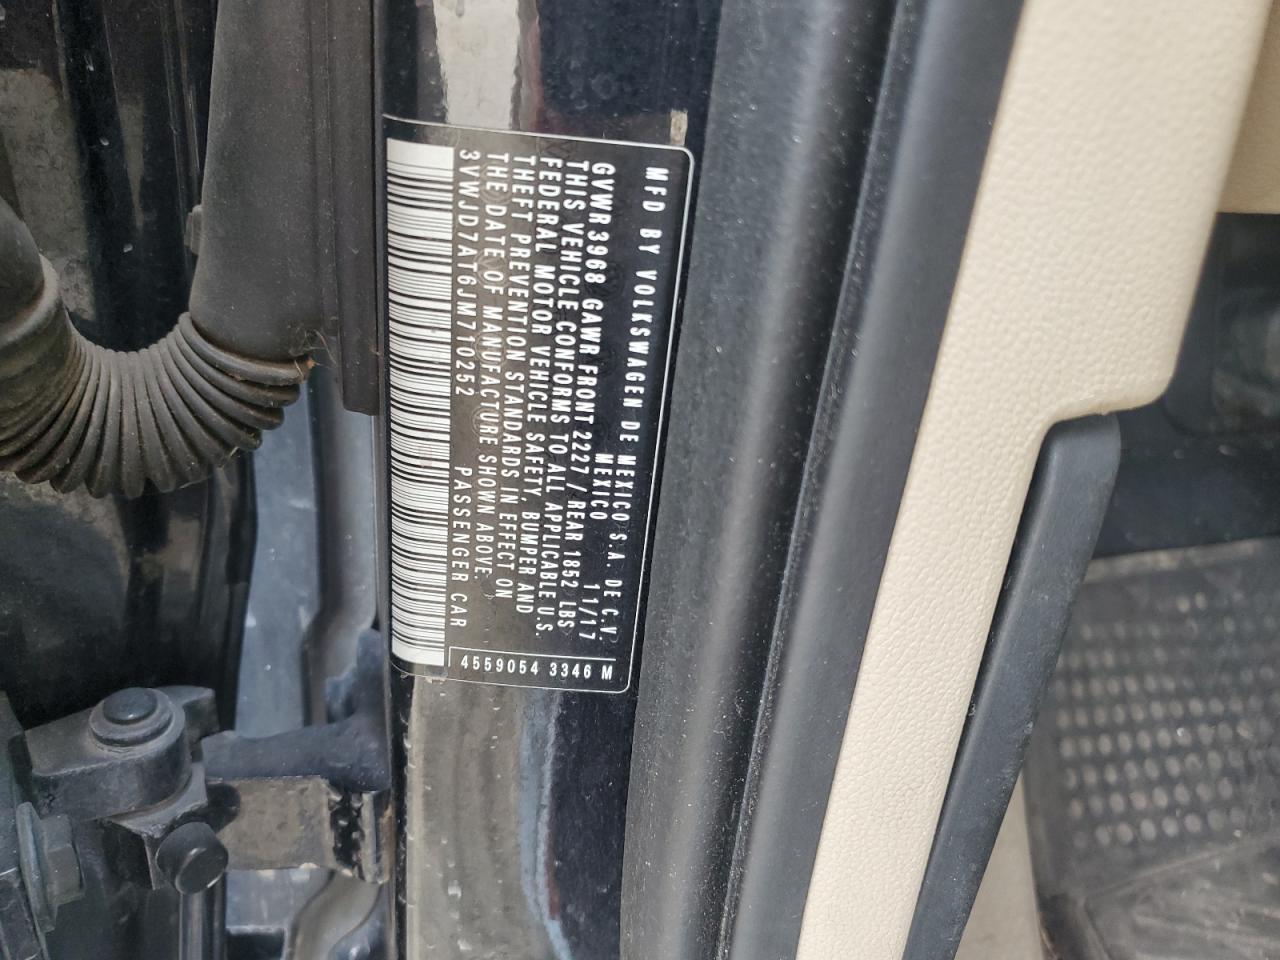 MFD BY VOLKSWAGEN DE MEXICO S.A. DE C.V.
MEXICO 11/17
GVWR 3968 GAWR FRONT 2227 / REAR 1852 LBS
THIS VEHICLE CONFORMS TO ALL APPLICABLE U.S.
FEDERAL MOTOR VEHICLE SAFETY, BUMPER AND
THEFT PREVENTION STANDARDS IN EFFECT ON
THE DATE OF MANUFACTURE SHOWN ABOVE.
3VWJD7AT6JM710252 PASSENGER CAR
4559054 3346 M